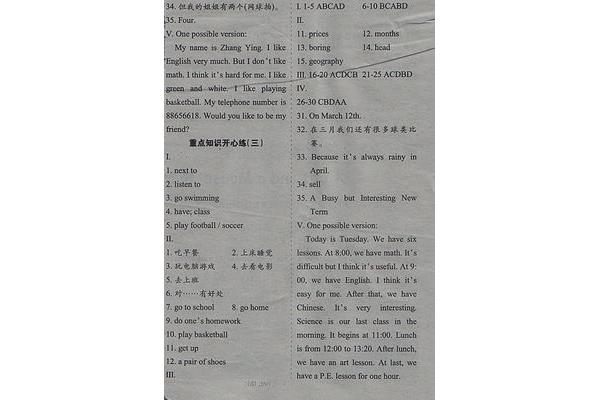 34. 但我的姐姐有两个(网球拍)。
35. Four.
V. One possible version:
My name is Zhang Ying. I like
English very much. But I don't like
math. I think it's hard for me. I like
green and white. I like playing
basketball. My telephone number is
88656618. Would you like to be my
friend?
重点知识开心练(三)
I.
1. next to
2. listen to
3. go swimming
4. have; class
5. play football / soccer
II.
1. 吃早餐 2. 上床睡觉
3. 玩电脑游戏 4. 去看电影
5. 去上班
6. 对……有好处
7. go to school 8. go home
9. do one's homework
10. play basketball
11. get up
12. a pair of shoes
III.
I. 1-5 ABCAD 6-10 BCABD
II.
11. prices 12. months
13. boring 14. head
15. geography
III. 16-20 ACDCB 21-25 ACDBD
IV.
26-30 CBDAA
31. On March 12th.
32. 在三月我们还有很多球类比
赛。
33. Because it's always rainy in
April.
34. sell
35. A Busy but Interesting New
Term
V. One possible version:
Today is Tuesday. We have six
lessons. At 8:00, we have math. It's
difficult but I think it's useful. At 9:
00, we have English. I think it's
easy for me. After that, we have
Chinese. It's very interesting.
Science is our last class in the
morning. It begins at 11:00. Lunch
is from 12:00 to 13:20. After lunch,
we have an art lesson. At last, we
have a P.E. lesson for one hour.